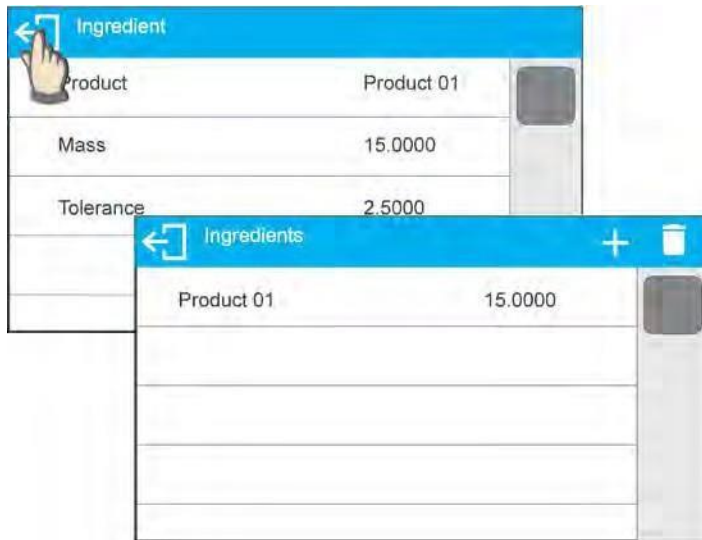 Ingredient
Product Product 01
Mass 15.0000
Tolerance 2.5000
Ingredients
Product 01 15.0000